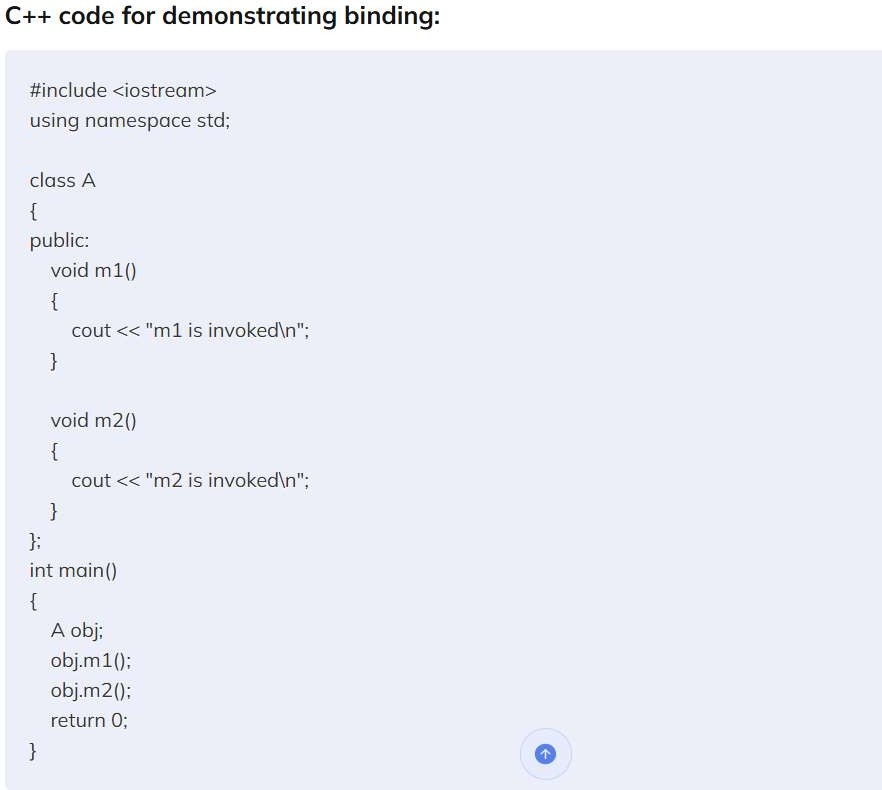 C++ code for demonstrating binding:
#include <iostream>
using namespace std;
class A
{
public:
void m1()
{
cout << "m1 is invoked\n";
}
void m2()
{
cout << "m2 is invoked\n";
}
};
int main()
{
A obj;
obj.m1();
obj.m2();
return 0;
}